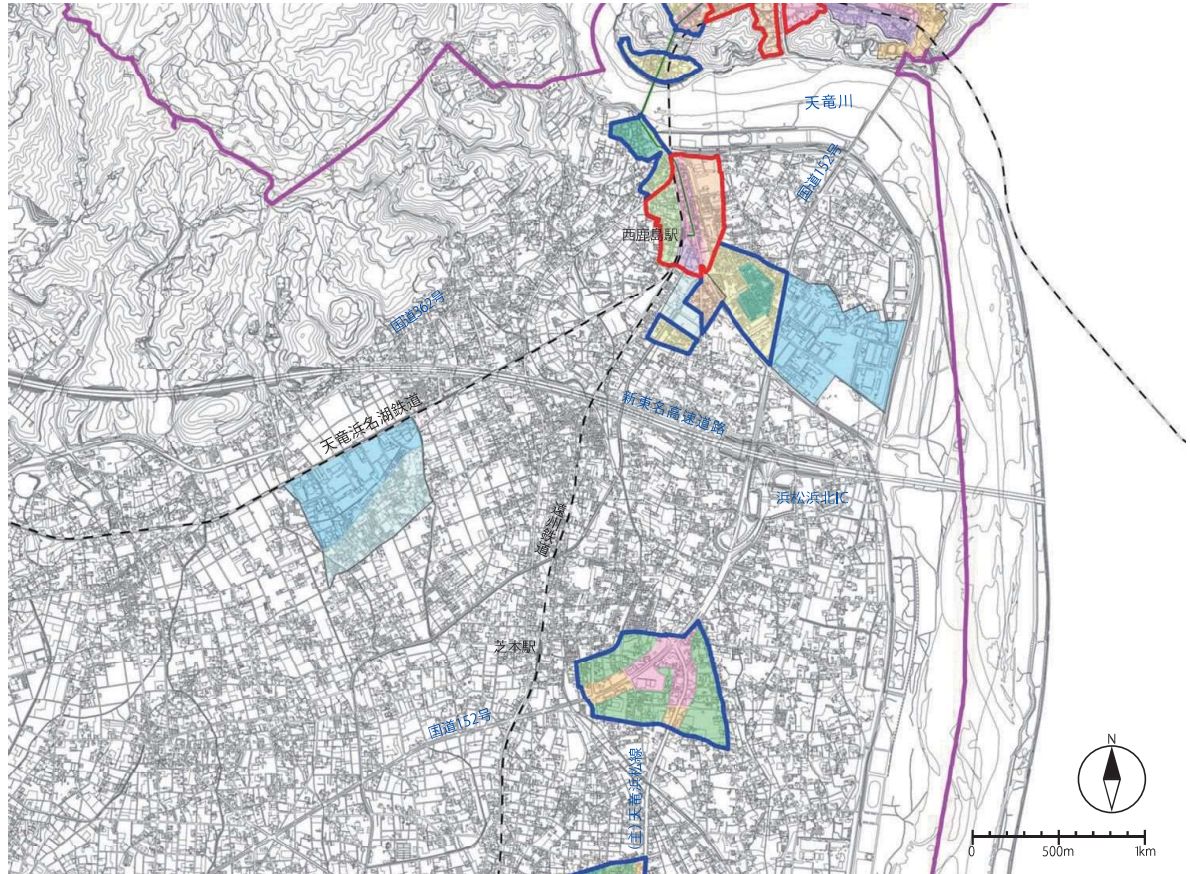 天竜川
国道152号
西鹿島駅
国道362号
新東名高速道路
天竜浜名湖鉄道
浜松浜北IC
遠州鉄道
芝本駅
国道152号
(主)天竜浜松線
N
0 500m 1km